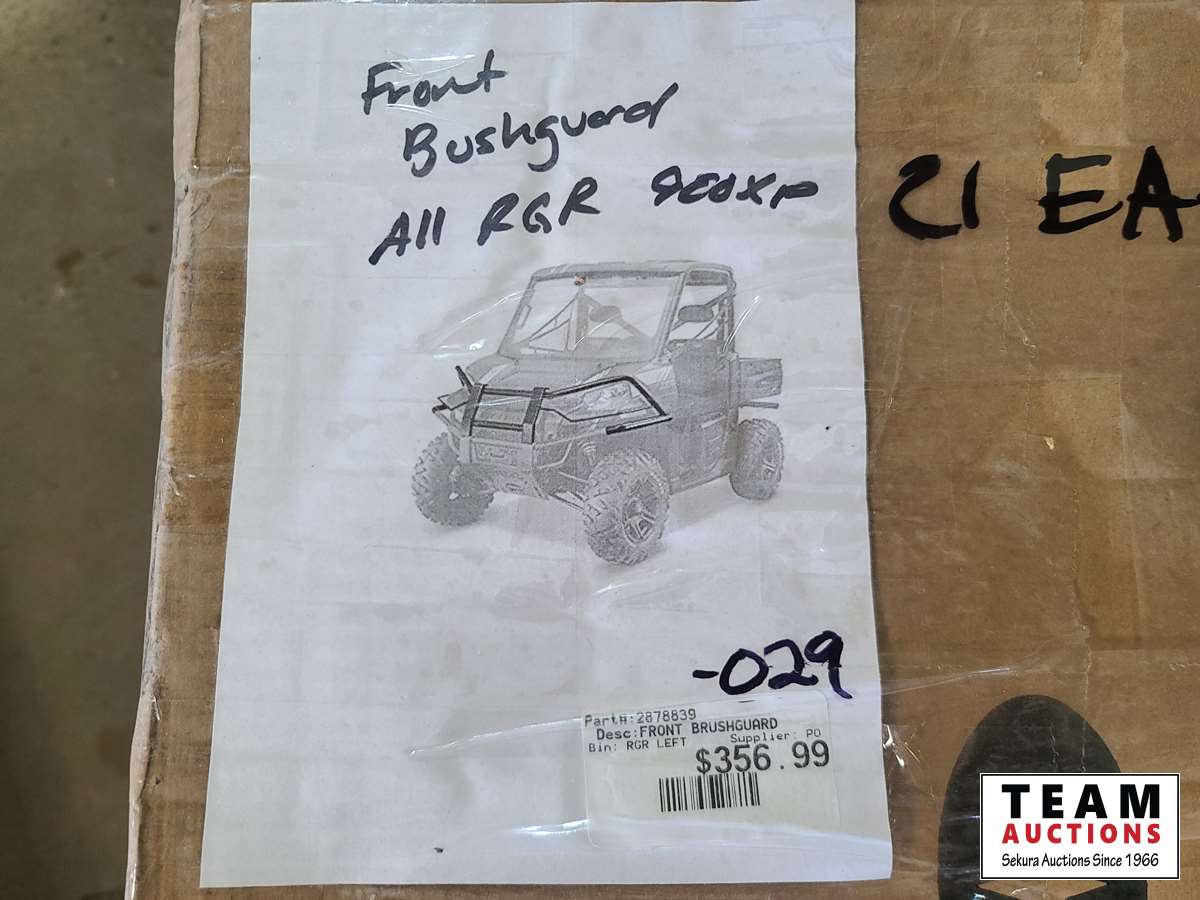 Front
Bushguard
All RGR 900XP
21 EA
-029
Part#:2878839
Desc:FRONT BRUSHGUARD
Bin: RGR LEFT Supplier: PO
$356.99
TEAM
AUCTIONS
Sekura Auctions Since 1966